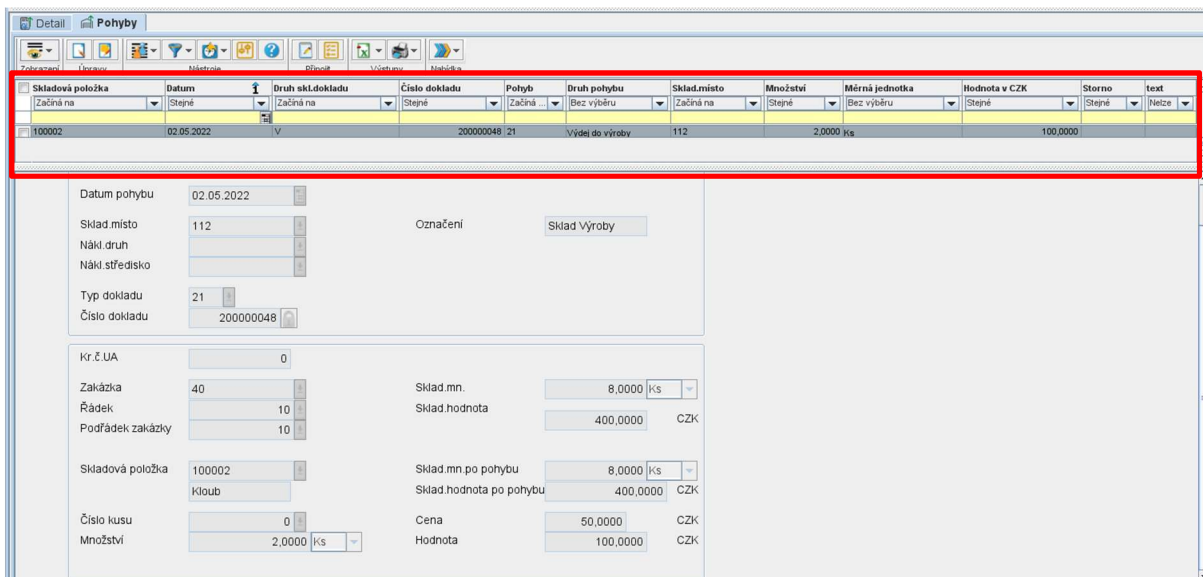 Detail Pohyby
Zobrazení Úpravy Nástroje Připojit Výstupy Nabídka
Skladová položka Datum Druh skl.dokladu Číslo dokladu Pohyb Druh pohybu Sklad.místo Množství Měrná jednotka Hodnota v CZK Storno text
Začíná na Stejné Začíná na Stejné Začíná ... Bez výběru Začíná na Stejné Bez výběru Stejné Stejné Nelze
100002 02.05.2022 V 200000048 21 Výdej do výroby 112 2,0000 Ks 100,0000
Datum pohybu 02.05.2022
Sklad.místo 112 Označení Sklad Výroby
Nákl.druh
Nákl.středisko
Typ dokladu 21
Číslo dokladu 200000048
Kr.č.UA 0
Zakázka 40 Sklad.mn. 8,0000 Ks
Řádek 10 Sklad.hodnota 400,0000 CZK
Podřádek zakázky 10
Skladová položka 100002 Sklad.mn.po pohybu 8,0000 Ks
Kloub Sklad.hodnota po pohybu 400,0000 CZK
Číslo kusu 0 Cena 50,0000 CZK
Množství 2,0000 Ks Hodnota 100,0000 CZK